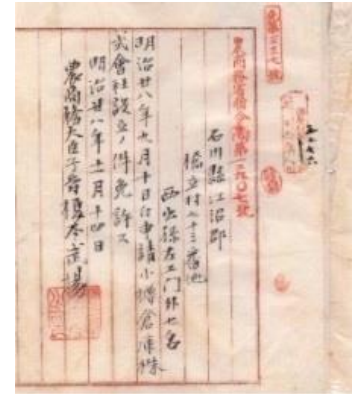 農商務省指令商第一三九〇七號
石川縣江沼郡
橋立村七十三番地
西出孫左エ門外七名
明治廿八年九月十日付申請小樽倉庫株
式會社設立ノ件免許ス
明治廿八年十一月十四日
農商務大臣子爵榎本武揚